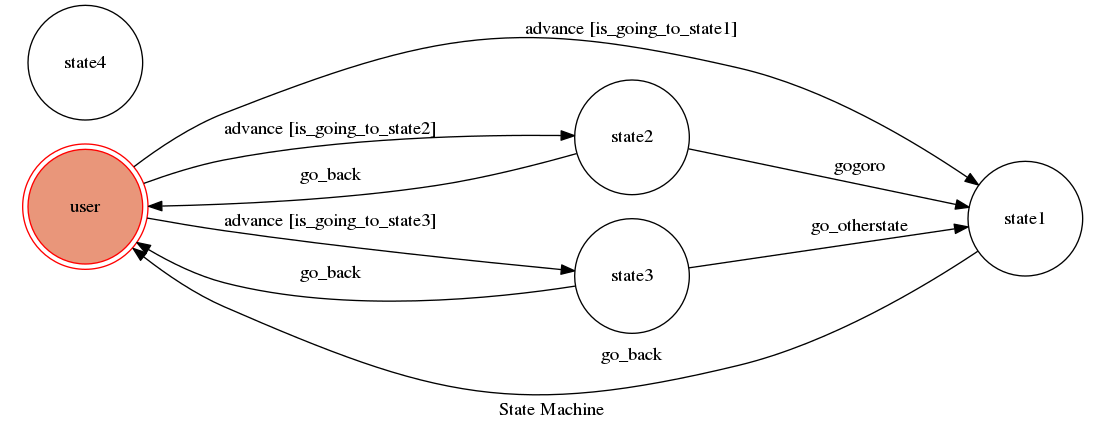 advance [is_going_to_state1]
state4
advance [is_going_to_state2]
state2
gogoro
go_back
user
advance [is_going_to_state3]
state1
go_otherstate
go_back
state3
go_back
State Machine